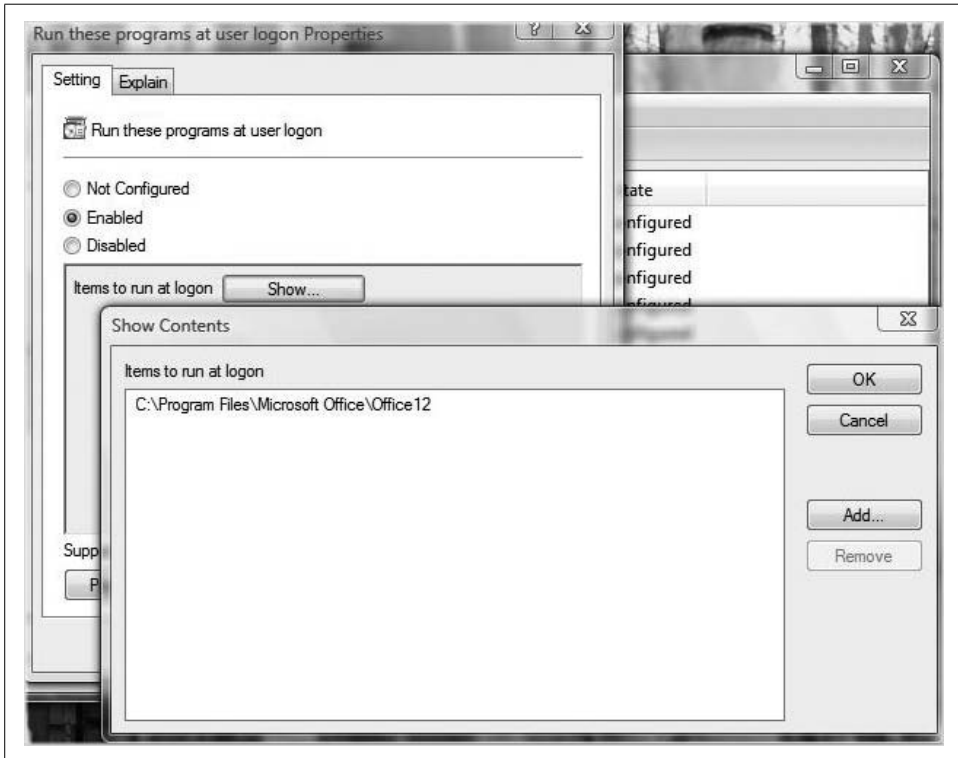 Run these programs at user logon Properties
Setting
Explain
Run these programs at user logon
Not Configured
Enabled
Disabled
Items to run at logon
Show...
tate
nfigured
nfigured
nfigured
nfigured
Show Contents
Items to run at logon
C:\Program Files\Microsoft Office\Office12
OK
Cancel
Add...
Remove
Supp
P